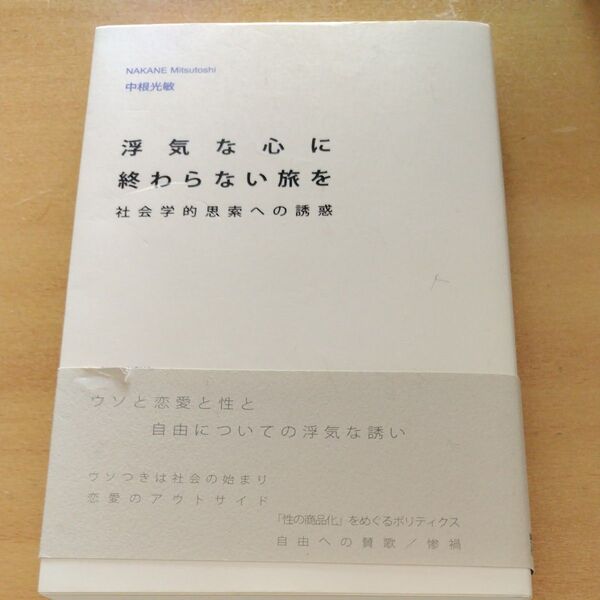 NAKANE Mitsutoshi
中根光敏
浮気な心に
終わらない旅を
社会学的思索への誘惑
ウソと恋愛と性と
自由についての浮気な誘い
ウソつきは社会の始まり
恋愛のアウトサイド
「性の商品化」をめぐるポリティクス
自由への賛歌／惨禍